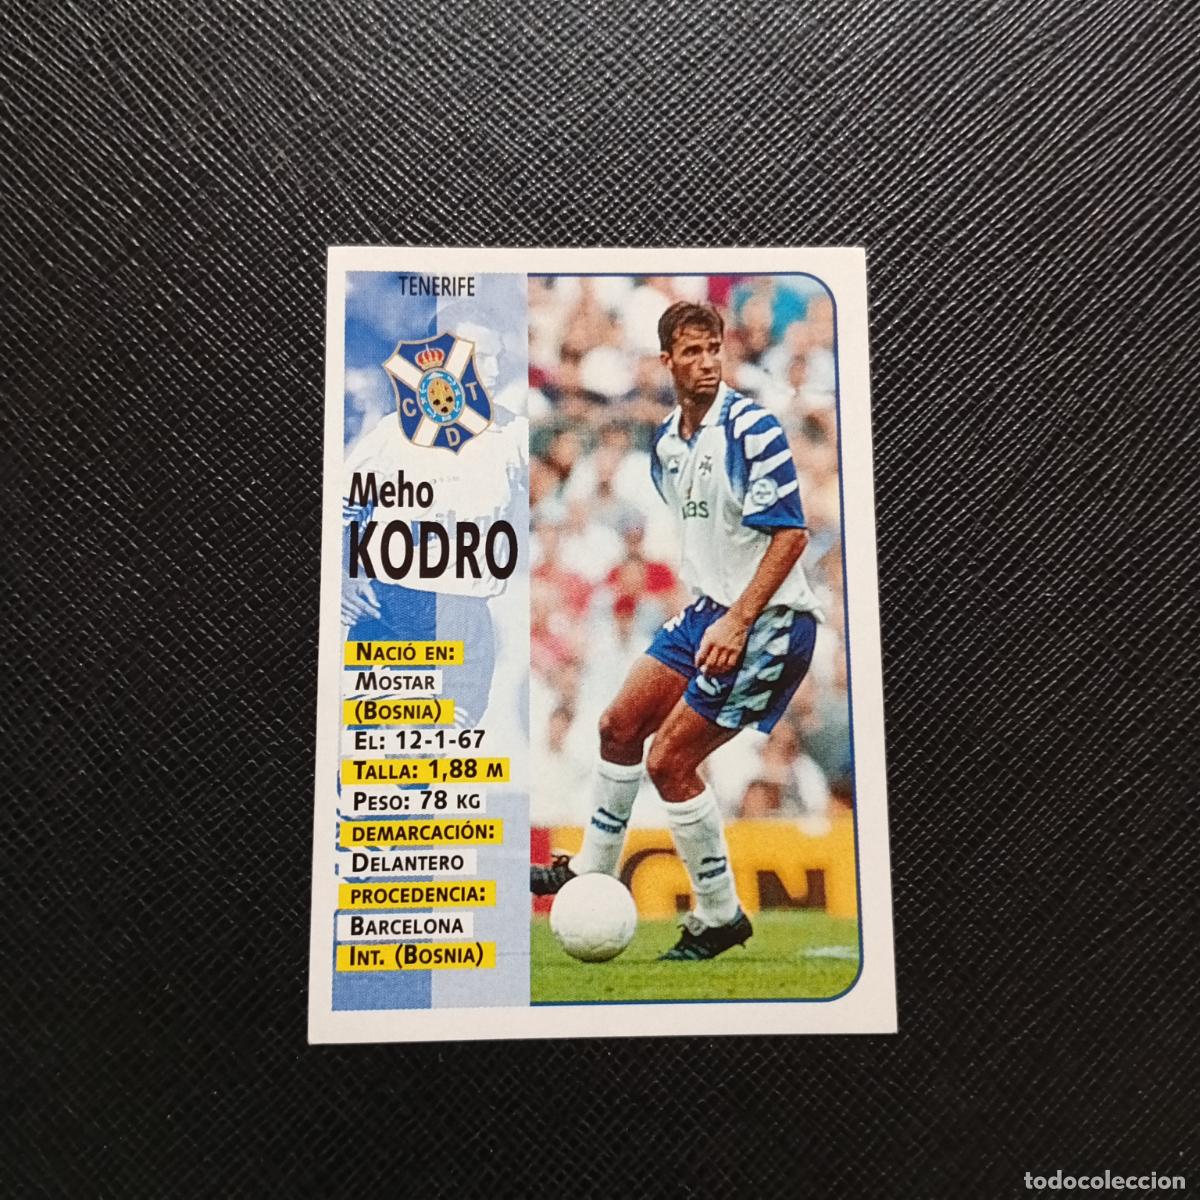 TENERIFE
C T
D
Meho
KODRO
NACIÓ EN:
MOSTAR
(BOSNIA)
EL: 12-1-67
TALLA: 1,88 M
PESO: 78 KG
DEMARCACIÓN:
DELANTERO
PROCEDENCIA:
BARCELONA
INT. (BOSNIA)
todocoleccion